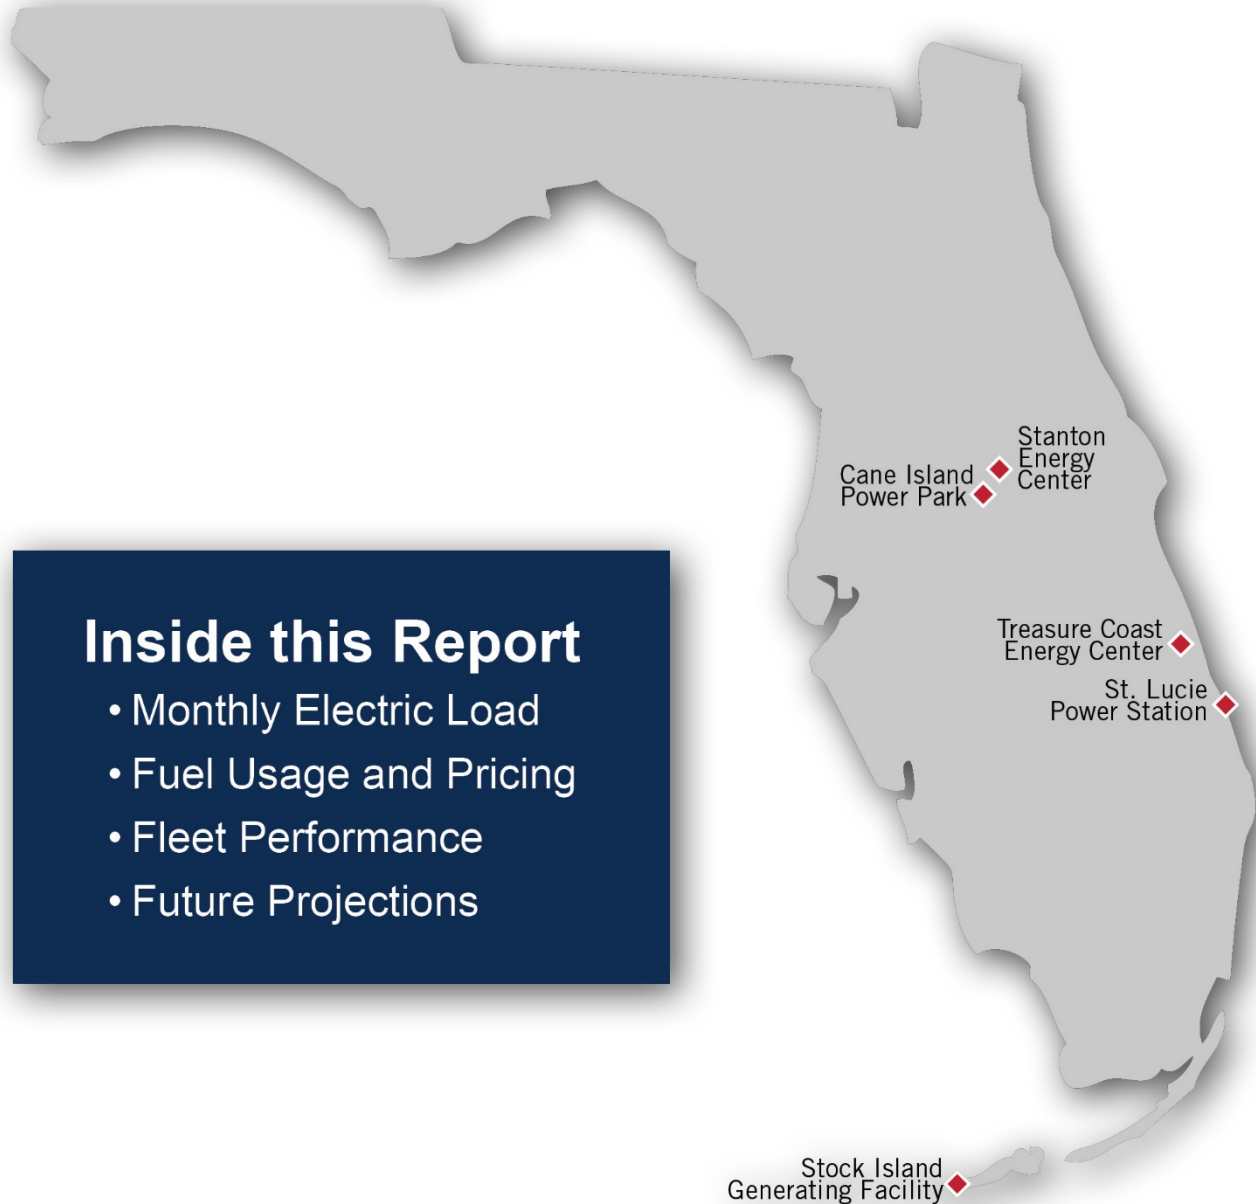 Stanton
Energy
Center
Cane Island
Power Park
Inside this Report
• Monthly Electric Load
• Fuel Usage and Pricing
• Fleet Performance
• Future Projections
Treasure Coast
Energy Center
St. Lucie
Power Station
Stock Island
Generating Facility